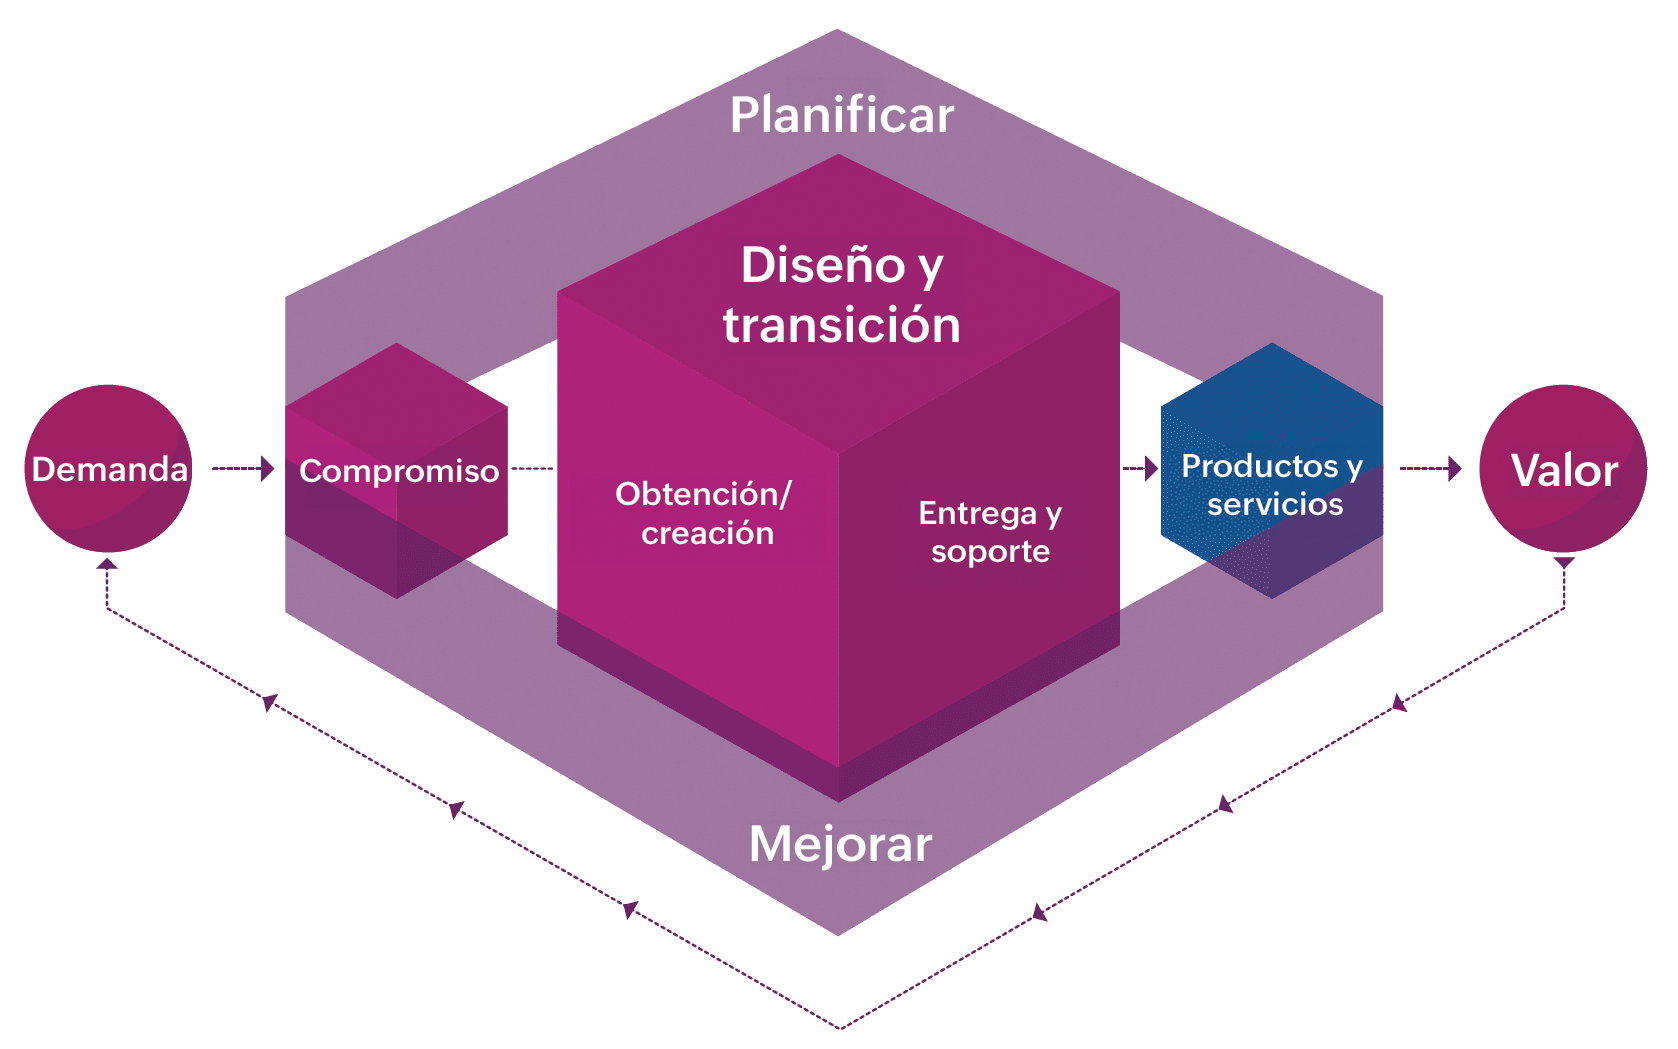 Planificar
Diseño y
transición
Demanda
Compromiso
Obtención/
creación
Entrega y
soporte
Productos y
servicios
Valor
Mejorar